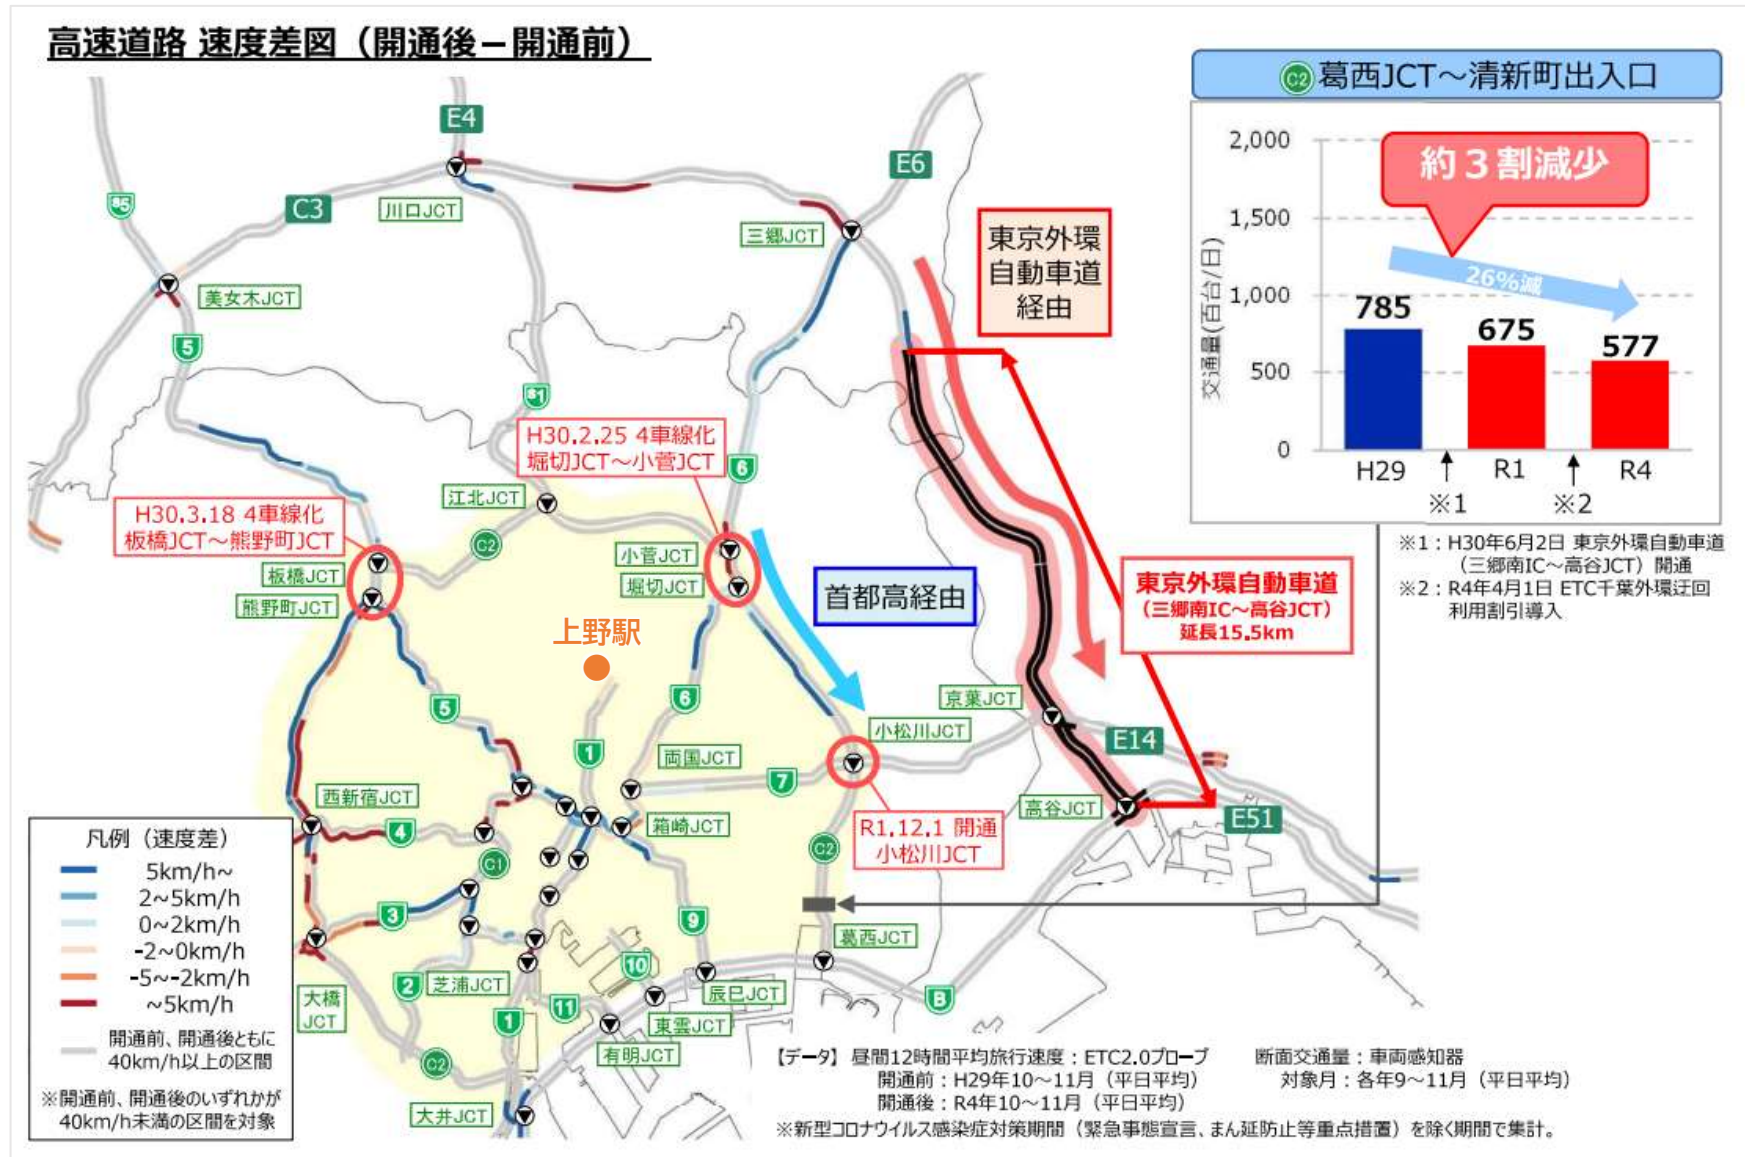 高速道路 速度差図（開通後－開通前）
C2 葛西JCT～清新町出入口
2,000
1,500
1,000
500
0
交通量(百台/日)
約３割減少
26%減
785
675
577
H29
R1
R4
※1
※2
※1：H30年6月2日 東京外環自動車道
（三郷南IC～高谷JCT）開通
※2：R4年4月1日 ETC千葉外環迂回
利用割引導入
E4
E6
C3
S5
川口JCT
三郷JCT
美女木JCT
5
S1
東京外環
自動車道
経由
H30.2.25 4車線化
堀切JCT～小菅JCT
6
江北JCT
H30.3.18 4車線化
板橋JCT～熊野町JCT
C2
小菅JCT
堀切JCT
板橋JCT
熊野町JCT
首都高経由
上野駅
東京外環自動車道
（三郷南IC～高谷JCT）
延長15.5km
5
6
1
京葉JCT
小松川JCT
E14
両国JCT
7
西新宿JCT
4
箱崎JCT
高谷JCT
E51
R1.12.1 開通
小松川JCT
C1
C2
3
9
葛西JCT
10
2
芝浦JCT
11
辰巳JCT
B
大橋
JCT
1
東雲JCT
有明JCT
C2
大井JCT
凡例（速度差）
5km/h~
2~5km/h
0~2km/h
-2~0km/h
-5~-2km/h
~5km/h
開通前、開通後ともに
40km/h以上の区間
※開通前、開通後のいずれかが
40km/h未満の区間を対象
【データ】昼間12時間平均旅行速度：ETC2.0プローブ
開通前：H29年10～11月（平日平均）
開通後：R4年10～11月（平日平均）
断面交通量：車両感知器
対象月：各年9～11月（平日平均）
※新型コロナウイルス感染症対策期間（緊急事態宣言、まん延防止等重点措置）を除く期間で集計。